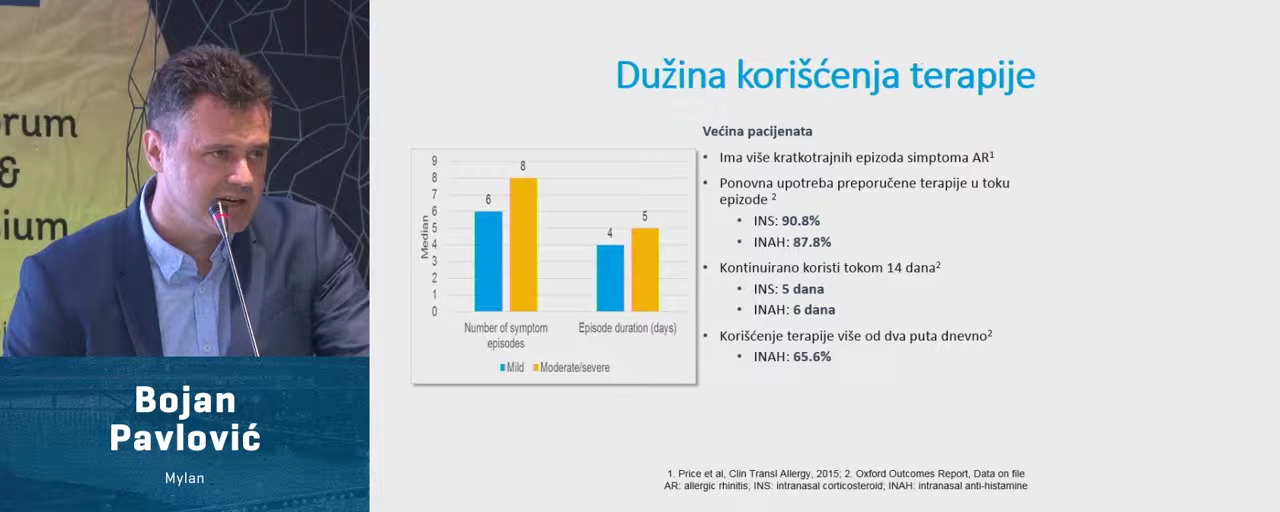 &
Bojan
Pavlović
Mylan
Dužina korišćenja terapije
9
8
7
6
5
4
3
2
1
0
Median
6
8
4
5
Number of symptom
episodes
Episode duration (days)
Mild
Moderate/severe
Većina pacijenata
• Ima više kratkotrajnih epizoda simptoma AR¹
• Ponovna upotreba preporučene terapije u toku
epizode ²
• INS: 90.8%
• INAH: 87.8%
• Kontinuirano koristi tokom 14 dana²
• INS: 5 dana
• INAH: 6 dana
• Korišćenje terapije više od dva puta dnevno²
• INAH: 65.6%
1. Price et al, Clin Transl Allergy, 2015; 2. Oxford Outcomes Report, Data on file
AR: allergic rhinitis; INS: intranasal corticosteroid; INAH: intranasal anti-histamine